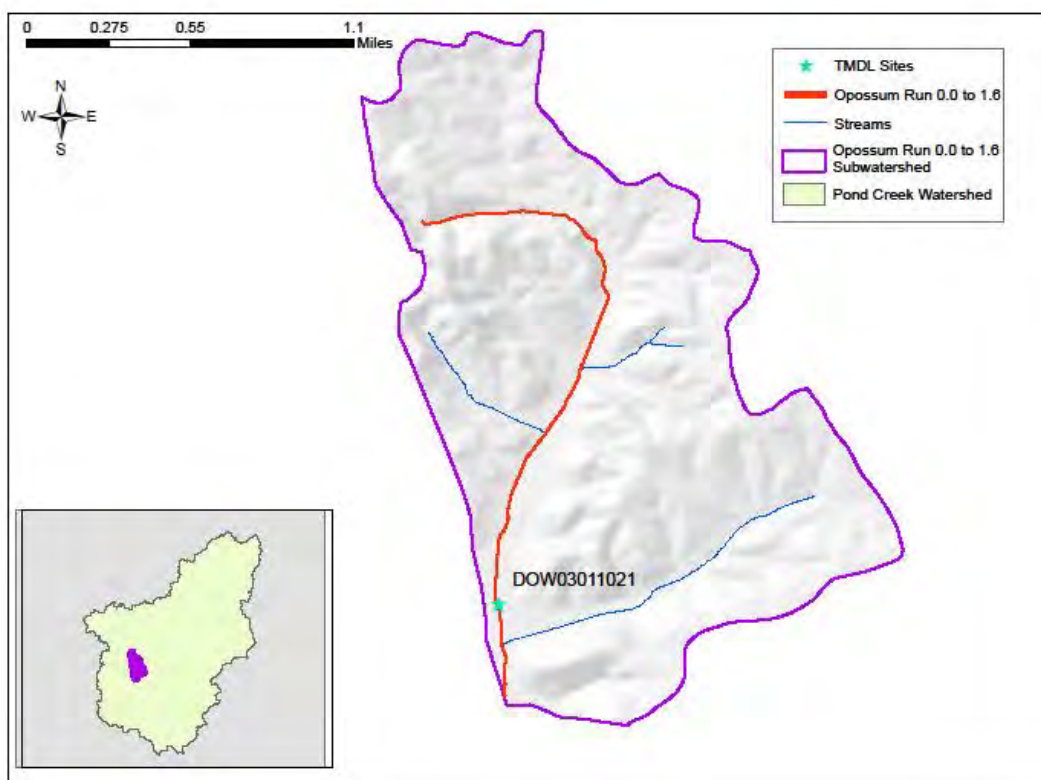 0 0.275 0.55 1.1
Miles
N
W E
S
TMDL Sites
Opossum Run 0.0 to 1.6
Streams
Opossum Run 0.0 to 1.6
Subwatershed
Pond Creek Watershed
DOW03011021